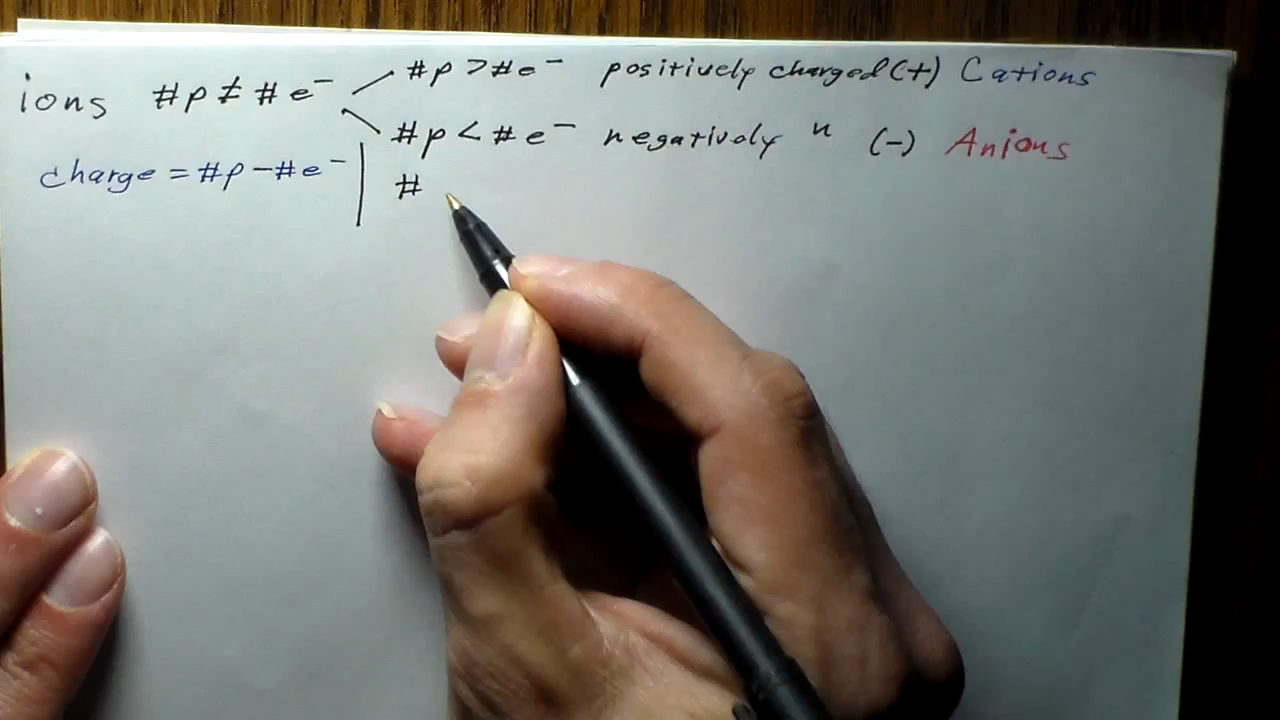 ions #p ≠ #e⁻
#p > #e⁻ positively charged (+) Cations
#p < #e⁻ negatively " (-) Anions
charge = #p - #e⁻
#